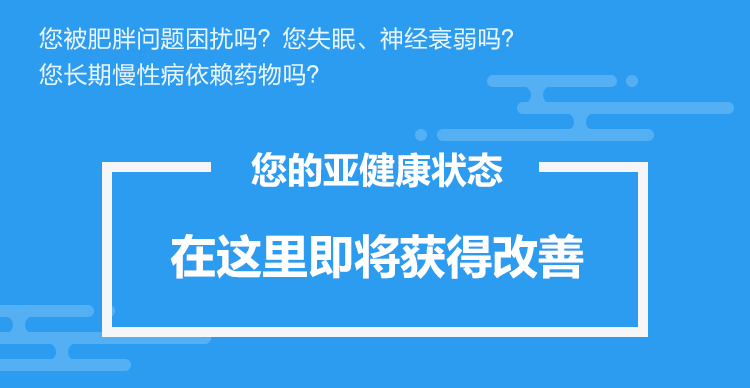 您被肥胖问题困扰吗？您失眠、神经衰弱吗？
您长期慢性病依赖药物吗？
您的亚健康状态
在这里即将获得改善